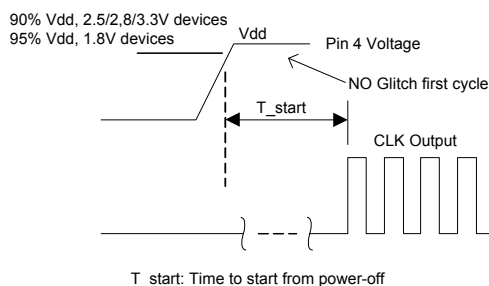 90% Vdd, 2.5/2,8/3.3V devices
95% Vdd, 1.8V devices
Vdd
Pin 4 Voltage
NO Glitch first cycle
T_start
CLK Output
T_start: Time to start from power-off